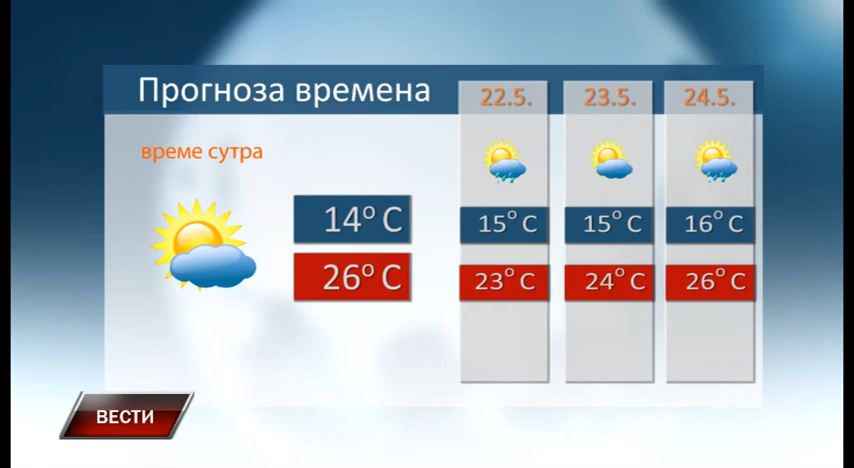 Прогноза времена
22.5. 23.5. 24.5.
време сутра
14° C 15° C 15° C 16° C
26° C 23° C 24° C 26° C
ВЕСТИ